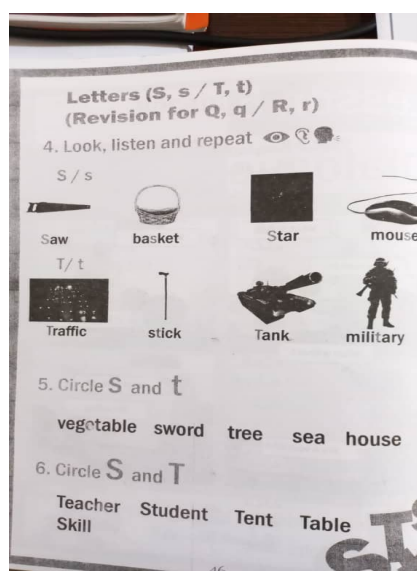 Letters (S, s / T, t)
(Revision for Q, q / R, r)
4. Look, listen and repeat
S / s
Saw basket Star mouse
T/ t
Traffic stick Tank military
5. Circle S and t
vegetable sword tree sea house
6. Circle S and T
Teacher Student Tent Table
Skill
46